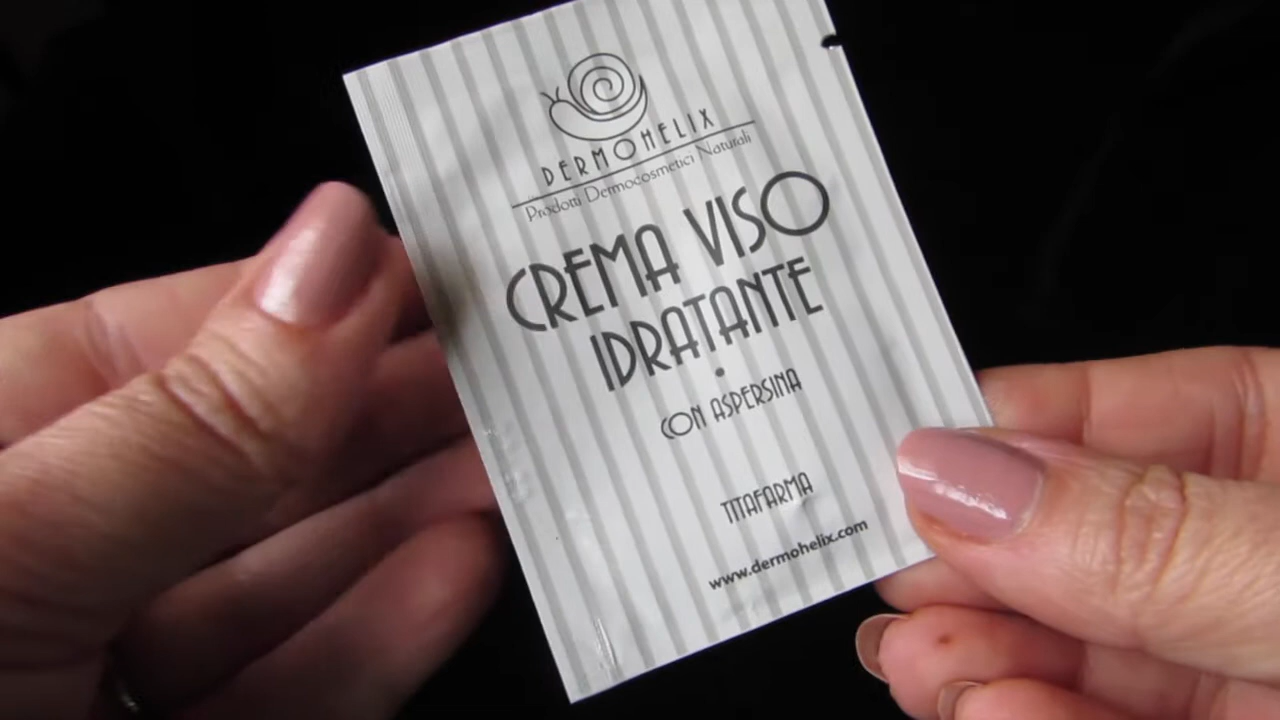 DERMOHELIX
Prodotti Dermocosmetici Naturali
CREMA VISO
IDRATANTE
•
CON ASPERSINA
TITAFARMA
www.dermohelix.com